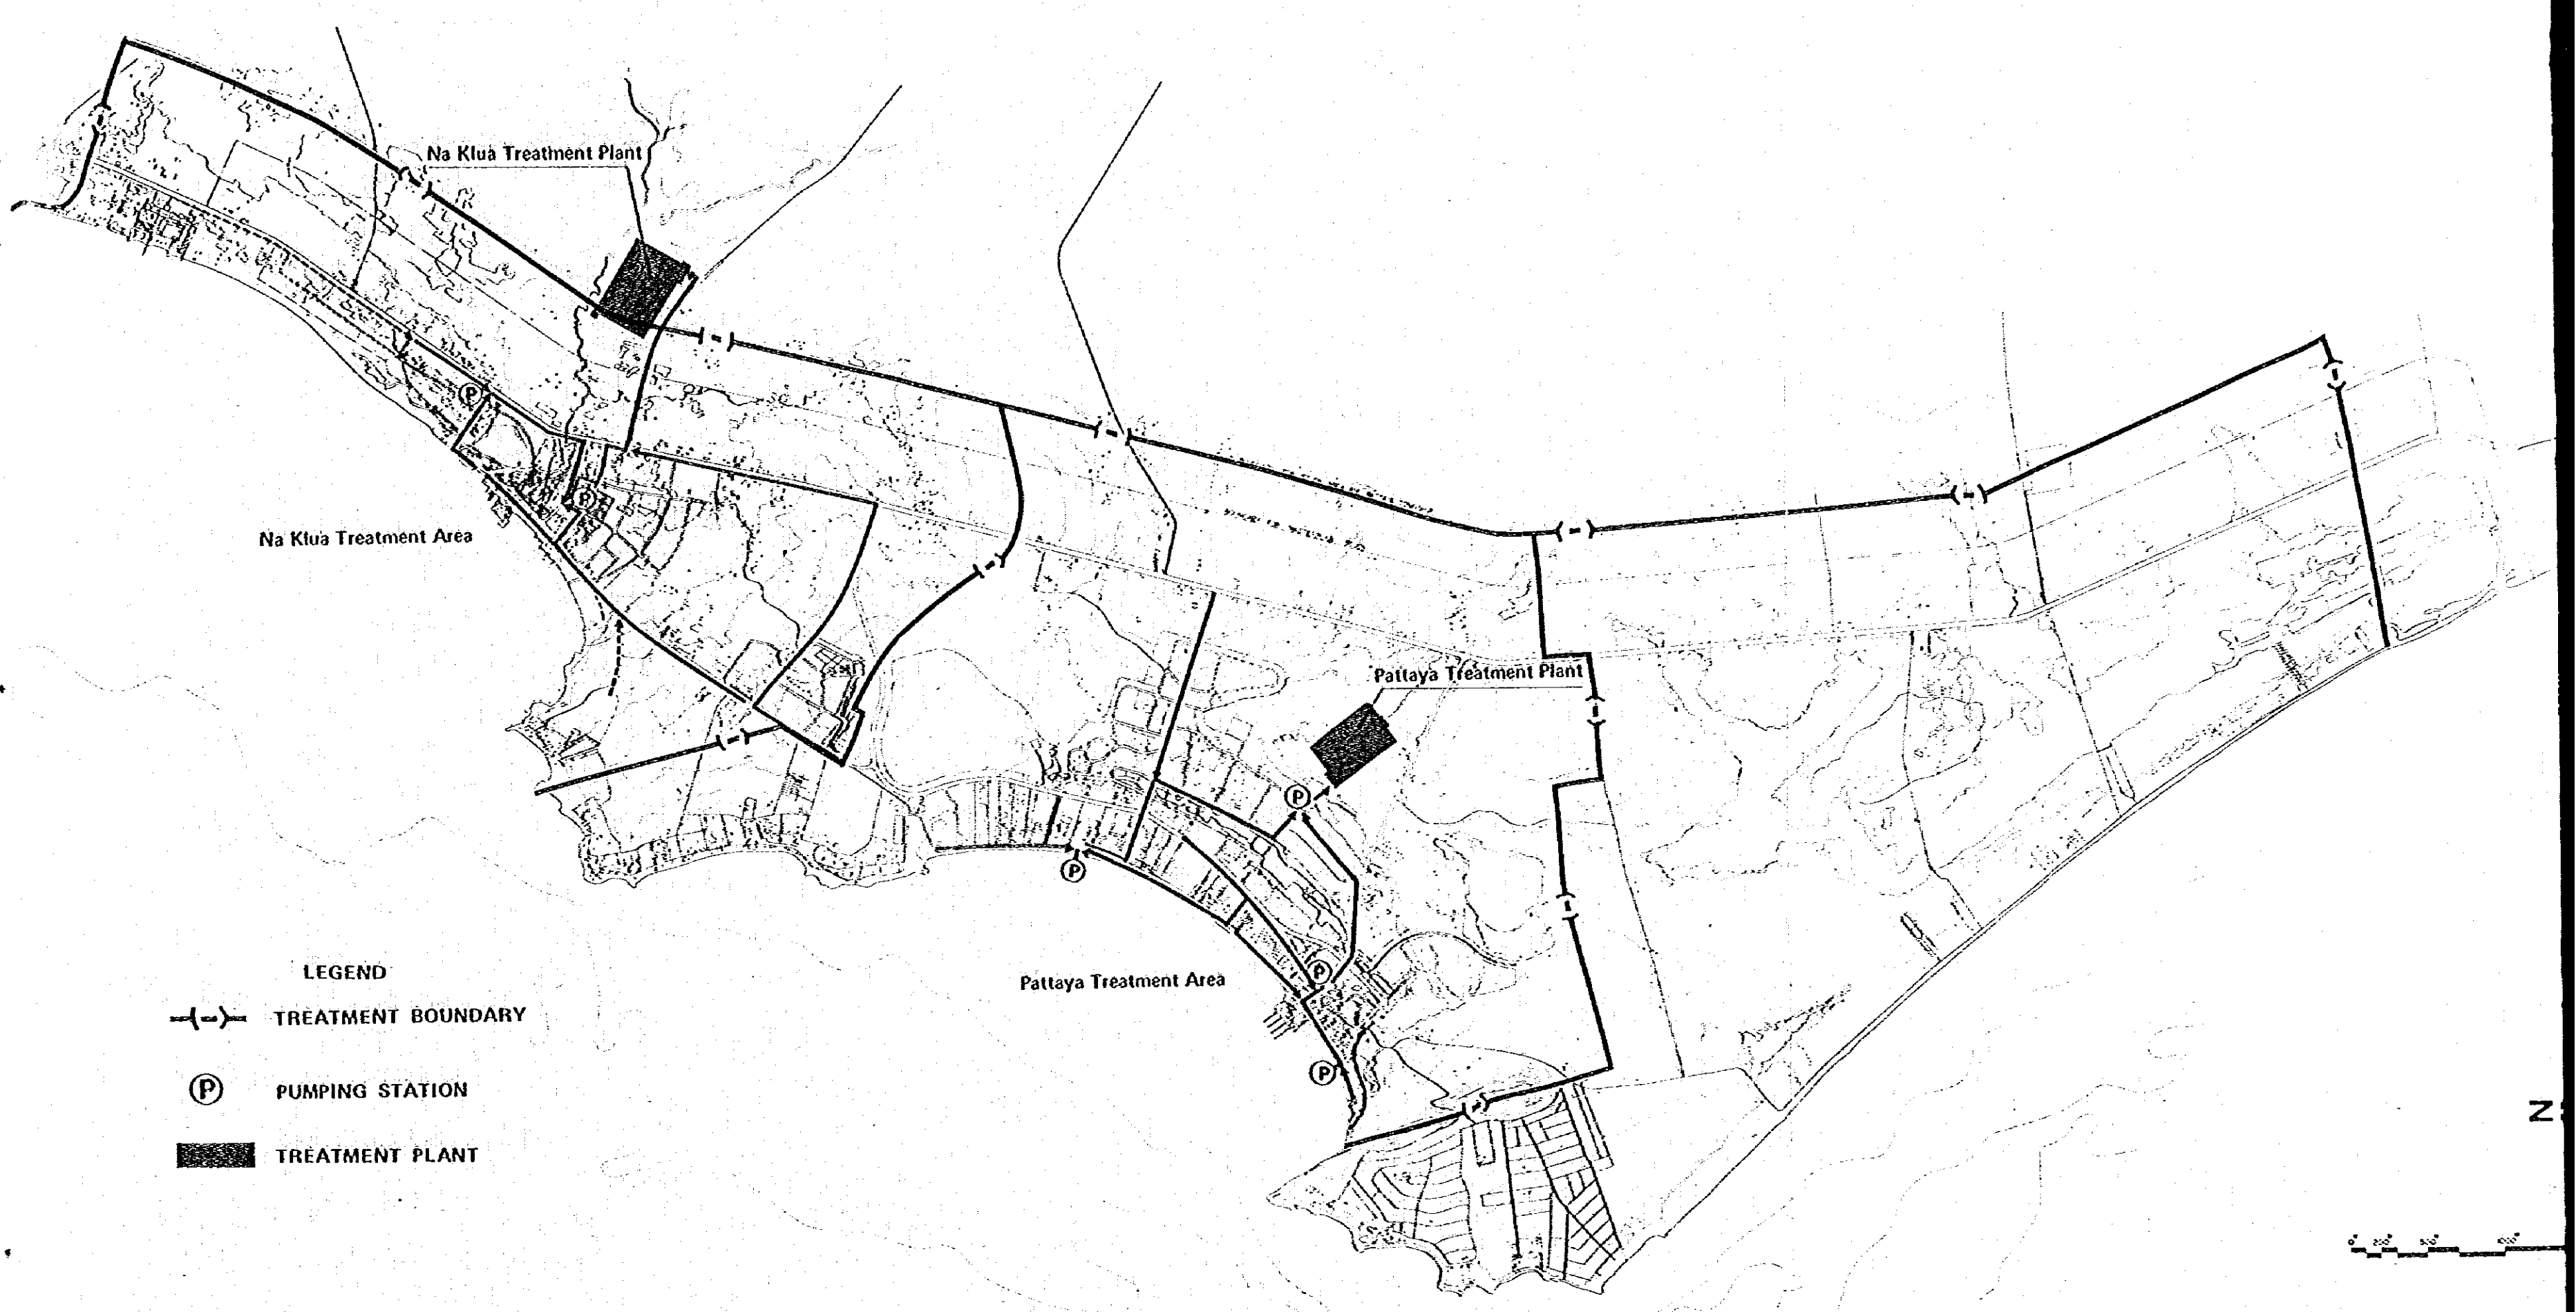 Na Klua Treatment Plant
Na Klua Treatment Area
Pattaya Treatment Plant
Pattaya Treatment Area
P
P
P
P
P
P
LEGEND
TREATMENT BOUNDARY
P PUMPING STATION
TREATMENT PLANT
N